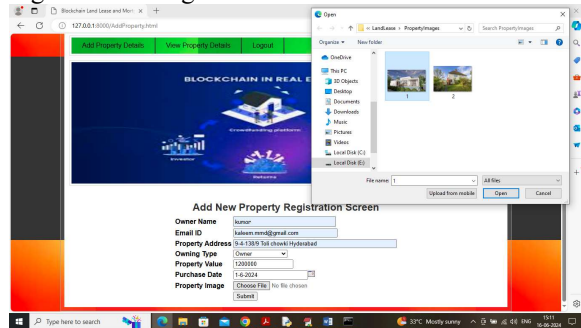 Blockchain Land Lease and Mort
127.0.0.1:8000/AddProperty.html
Add Property Details View Property Details Logout
BLOCKCHAIN IN REAL E
Crowdfunding platform
Investor
Returns
Open
LandLease
PropertyImages
Search PropertyImages
Organize
New folder
OneDrive
This PC
3D Objects
Desktop
Documents
Downloads
Music
Pictures
Videos
Local Disk (C:)
Local Disk (E:)
1
2
File name: 1
All files
Upload from mobile
Open
Cancel
Add New Property Registration Screen
Owner Name kumar
Email ID kaleem.mmd@gmail.com
Property Address 9-4-138/9 Toli chowki Hyderabad
Owning Type Owner
Property Value 1200000
Purchase Date 1-6-2024
Property Image Choose File No file chosen
Submit
Type here to search
33°C Mostly sunny
ENG
15:11
16-06-2024